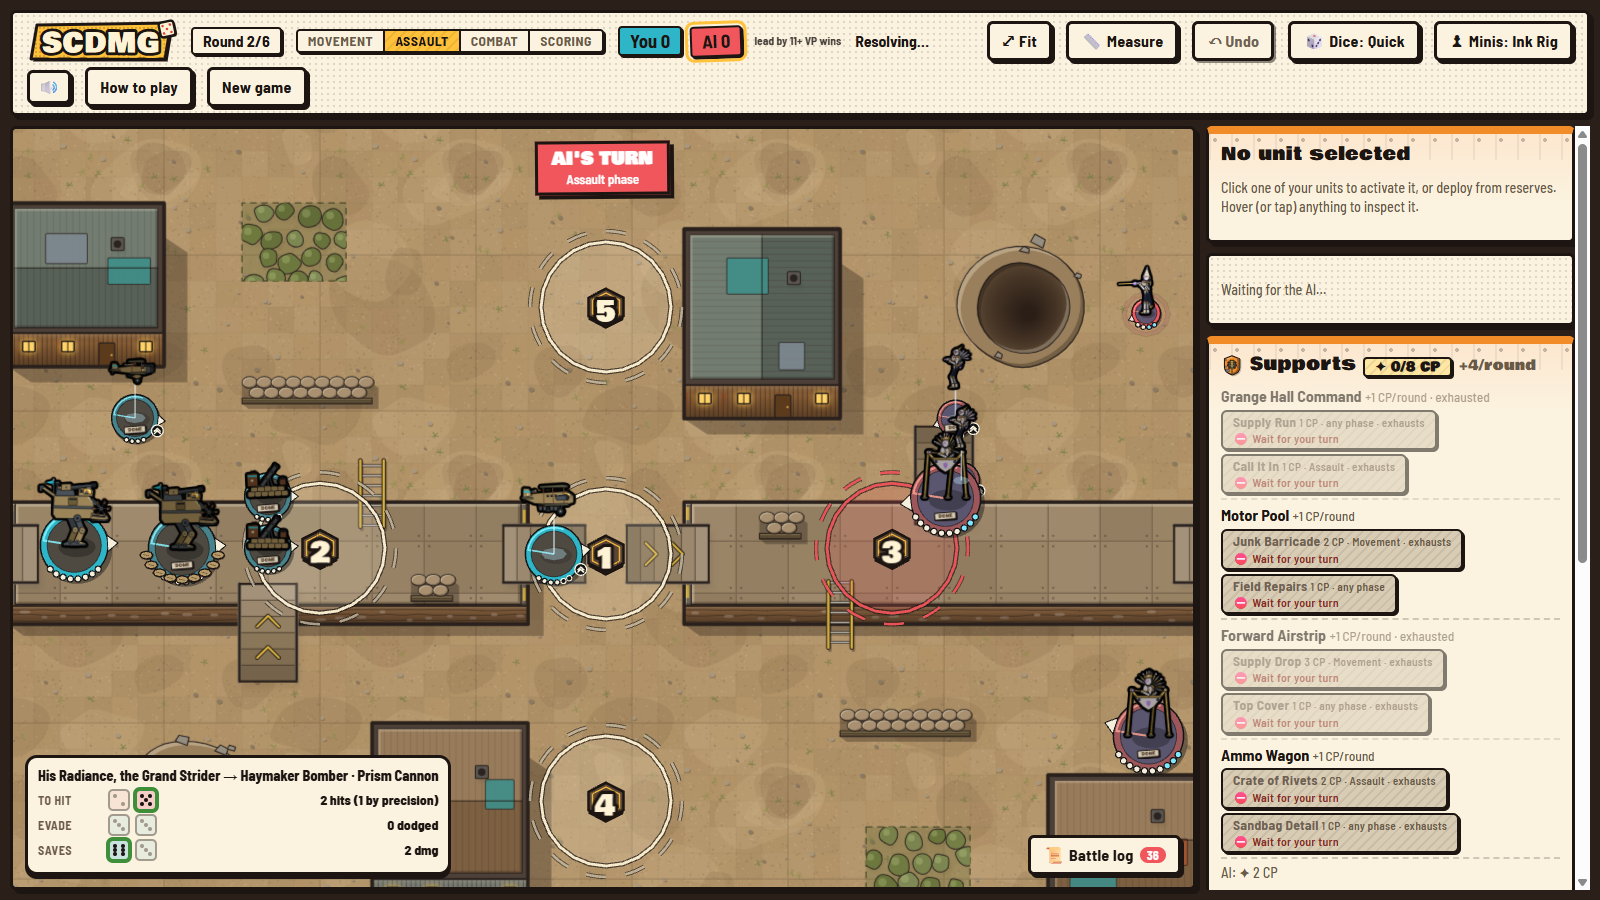 SCDMG
Round 2/6
MOVEMENT ASSAULT COMBAT SCORING
You 0
AI 0
lead by 11+ VP wins
Resolving...
Fit
Measure
Undo
Dice: Quick
Minis: Ink Rig
How to play
New game
AI'S TURN
Assault phase
5
2
1
3
4
DONE
DONE
DONE
DONE
DONE
DONE
His Radiance, the Grand Strider → Haymaker Bomber · Prism Cannon
TO HIT 2 hits (1 by precision)
EVADE 0 dodged
SAVES 2 dmg
Battle log 36
No unit selected
Click one of your units to activate it, or deploy from reserves.
Hover (or tap) anything to inspect it.
Waiting for the AI...
Supports ✦ 0/8 CP +4/round
Grange Hall Command +1 CP/round · exhausted
Supply Run 1 CP · any phase · exhausts
Wait for your turn
Call It In 1 CP · Assault · exhausts
Wait for your turn
Motor Pool +1 CP/round
Junk Barricade 2 CP · Movement · exhausts
Wait for your turn
Field Repairs 1 CP · any phase
Wait for your turn
Forward Airstrip +1 CP/round · exhausted
Supply Drop 3 CP · Movement · exhausts
Wait for your turn
Top Cover 1 CP · any phase · exhausts
Wait for your turn
Ammo Wagon +1 CP/round
Crate of Rivets 2 CP · Assault · exhausts
Wait for your turn
Sandbag Detail 1 CP · any phase · exhausts
Wait for your turn
AI: ✦ 2 CP